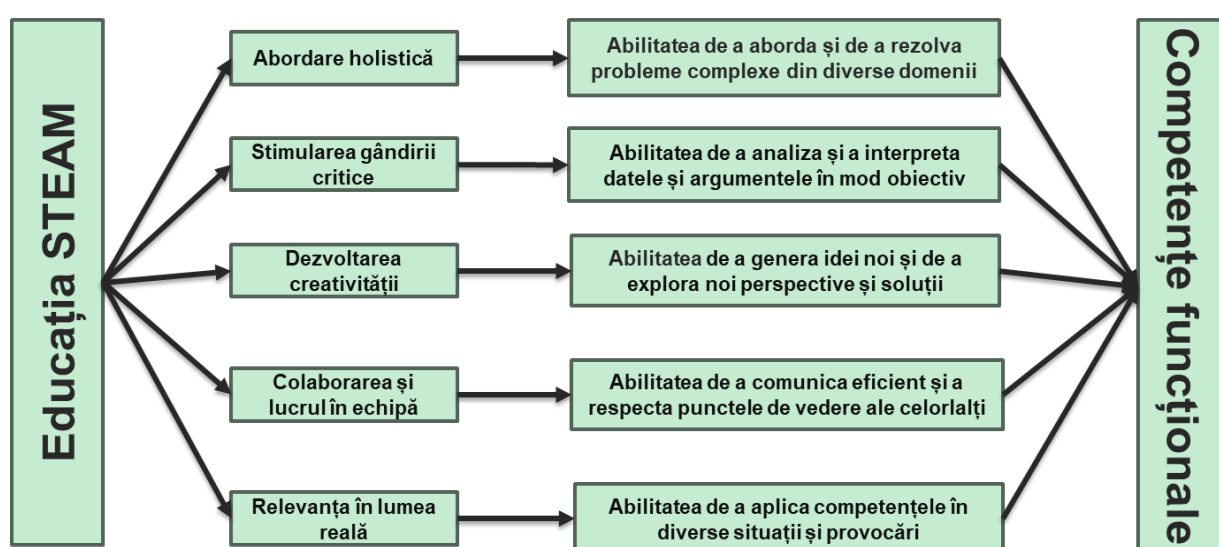 Educația STEAM
Abordare holistică
Abilitatea de a aborda și de a rezolva
probleme complexe din diverse domenii
Stimularea gândirii
critice
Abilitatea de a analiza și a interpreta
datele și argumentele în mod obiectiv
Dezvoltarea
creativității
Abilitatea de a genera idei noi și de a
explora noi perspective și soluții
Colaborarea și
lucrul în echipă
Abilitatea de a comunica eficient și a
respecta punctele de vedere ale celorlalți
Relevanța în lumea
reală
Abilitatea de a aplica competențele în
diverse situații și provocări
Competențe funcționale